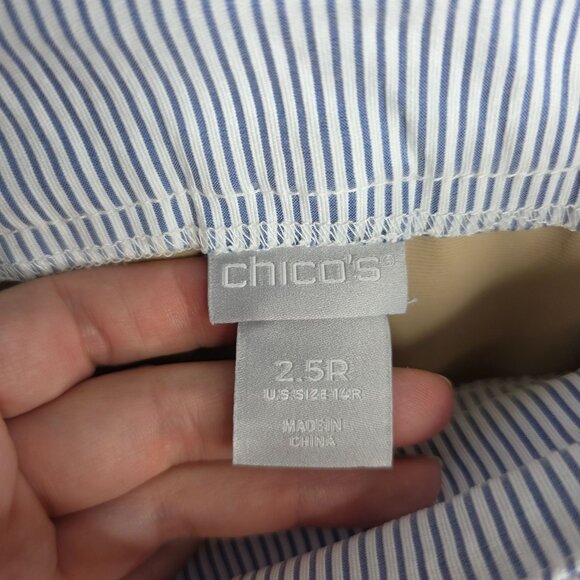 chico's®
2.5R
U.S. SIZE 14R
MADE IN
CHINA